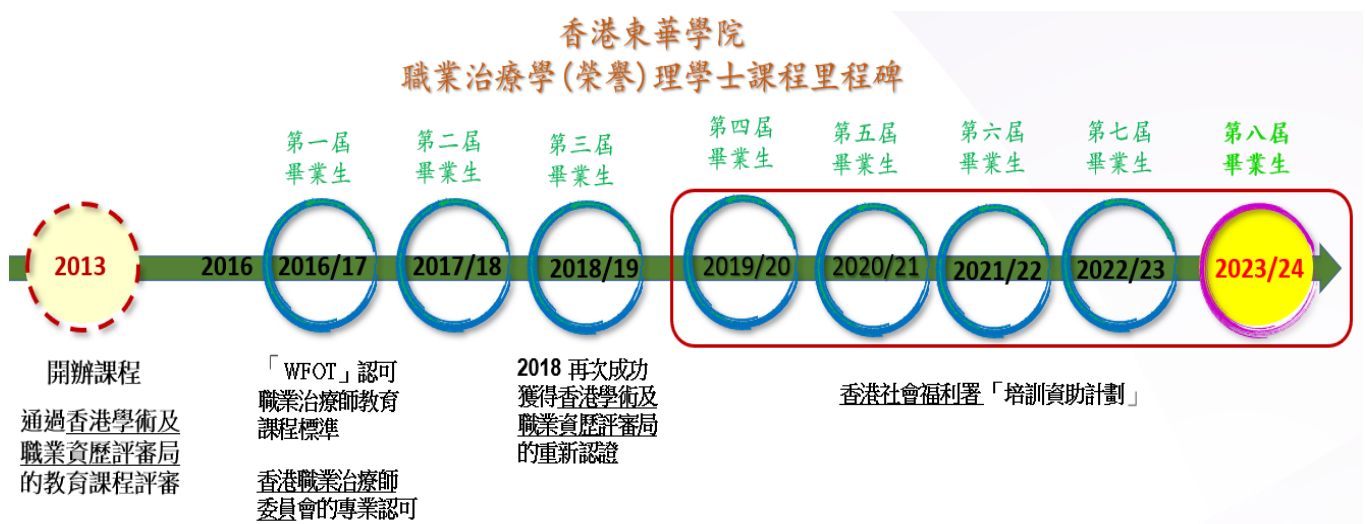 香港東華學院
職業治療學(榮譽)理學士課程里程碑
第一屆
畢業生
第二屆
畢業生
第三屆
畢業生
第四屆
畢業生
第五屆
畢業生
第六屆
畢業生
第七屆
畢業生
第八屆
畢業生
2013
2016
2016/17
2017/18
2018/19
2019/20
2020/21
2021/22
2022/23
2023/24
開辦課程
通過香港學術及
職業資歷評審局
的教育課程評審
「WFOT」認可
職業治療師教育
課程標準
香港職業治療師
委員會的專業認可
2018 再次成功
獲得香港學術及
職業資歷評審局
的重新認證
香港社會福利署「培訓資助計劃」